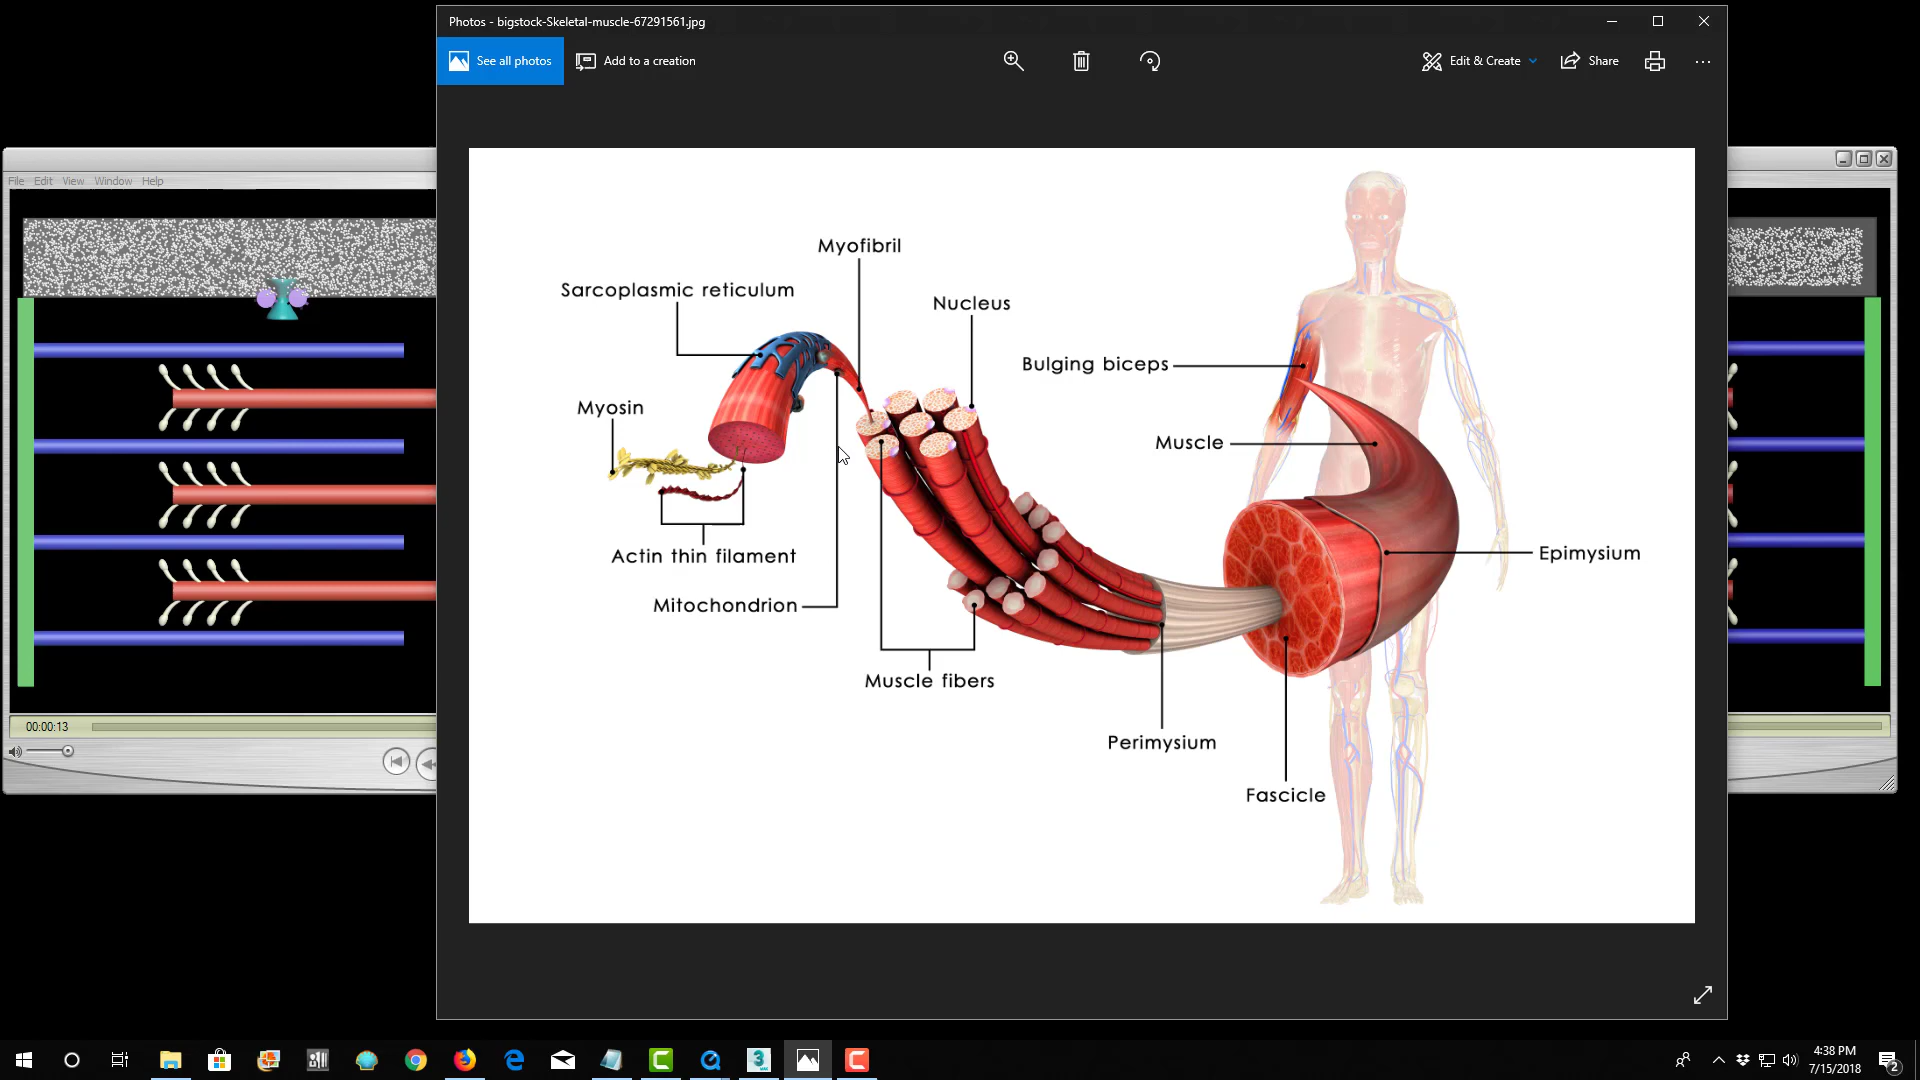 Photos - bigstock-Skeletal-muscle-67291561.jpg
See all photos
Add to a creation
Edit & Create
Share
File Edit View Window Help
Myofibril
Sarcoplasmic reticulum
Nucleus
Bulging biceps
Myosin
Muscle
Actin thin filament
Epimysium
Mitochondrion
Muscle fibers
00:00:13
Perimysium
Fascicle
4:38 PM
7/15/2018
2